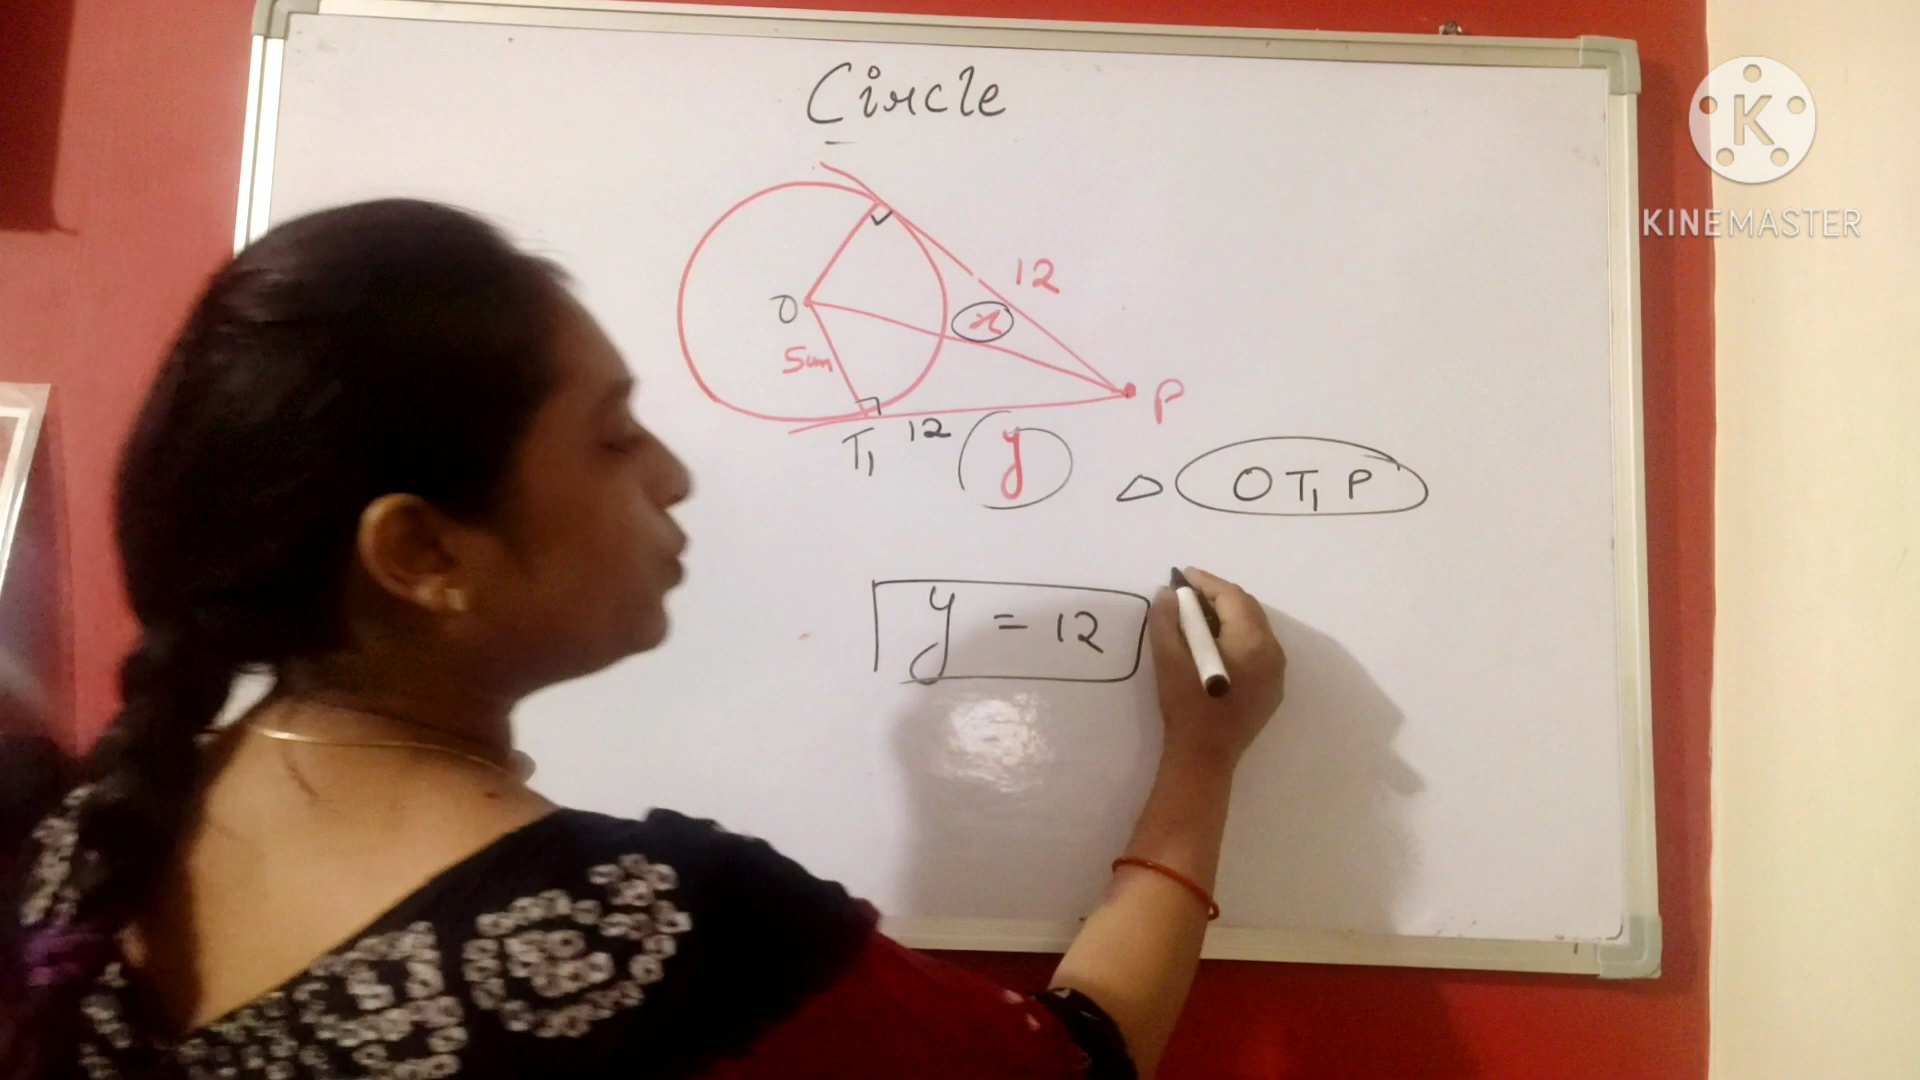 Circle
K
KINEMASTER
12
O
x
5cm
P
T1 12 y
△ OT1P
y = 12